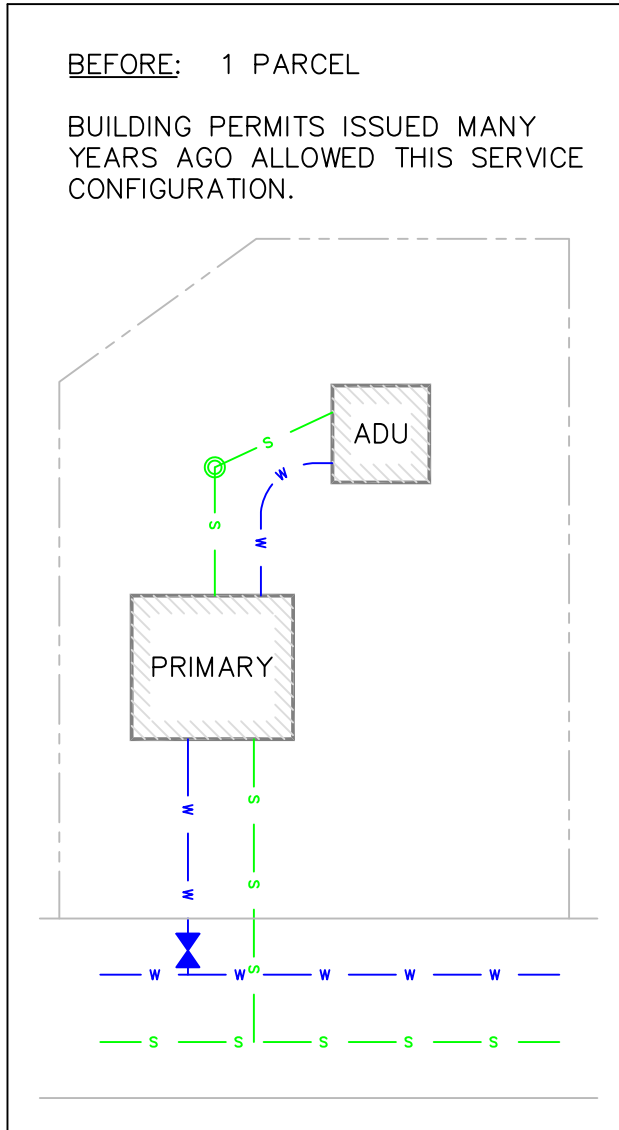 BEFORE: 1 PARCEL
BUILDING PERMITS ISSUED MANY
YEARS AGO ALLOWED THIS SERVICE
CONFIGURATION.
ADU
S
W
S
W
PRIMARY
W
S
W
S
W
W
S
W
W
W
S
S
S
S
S